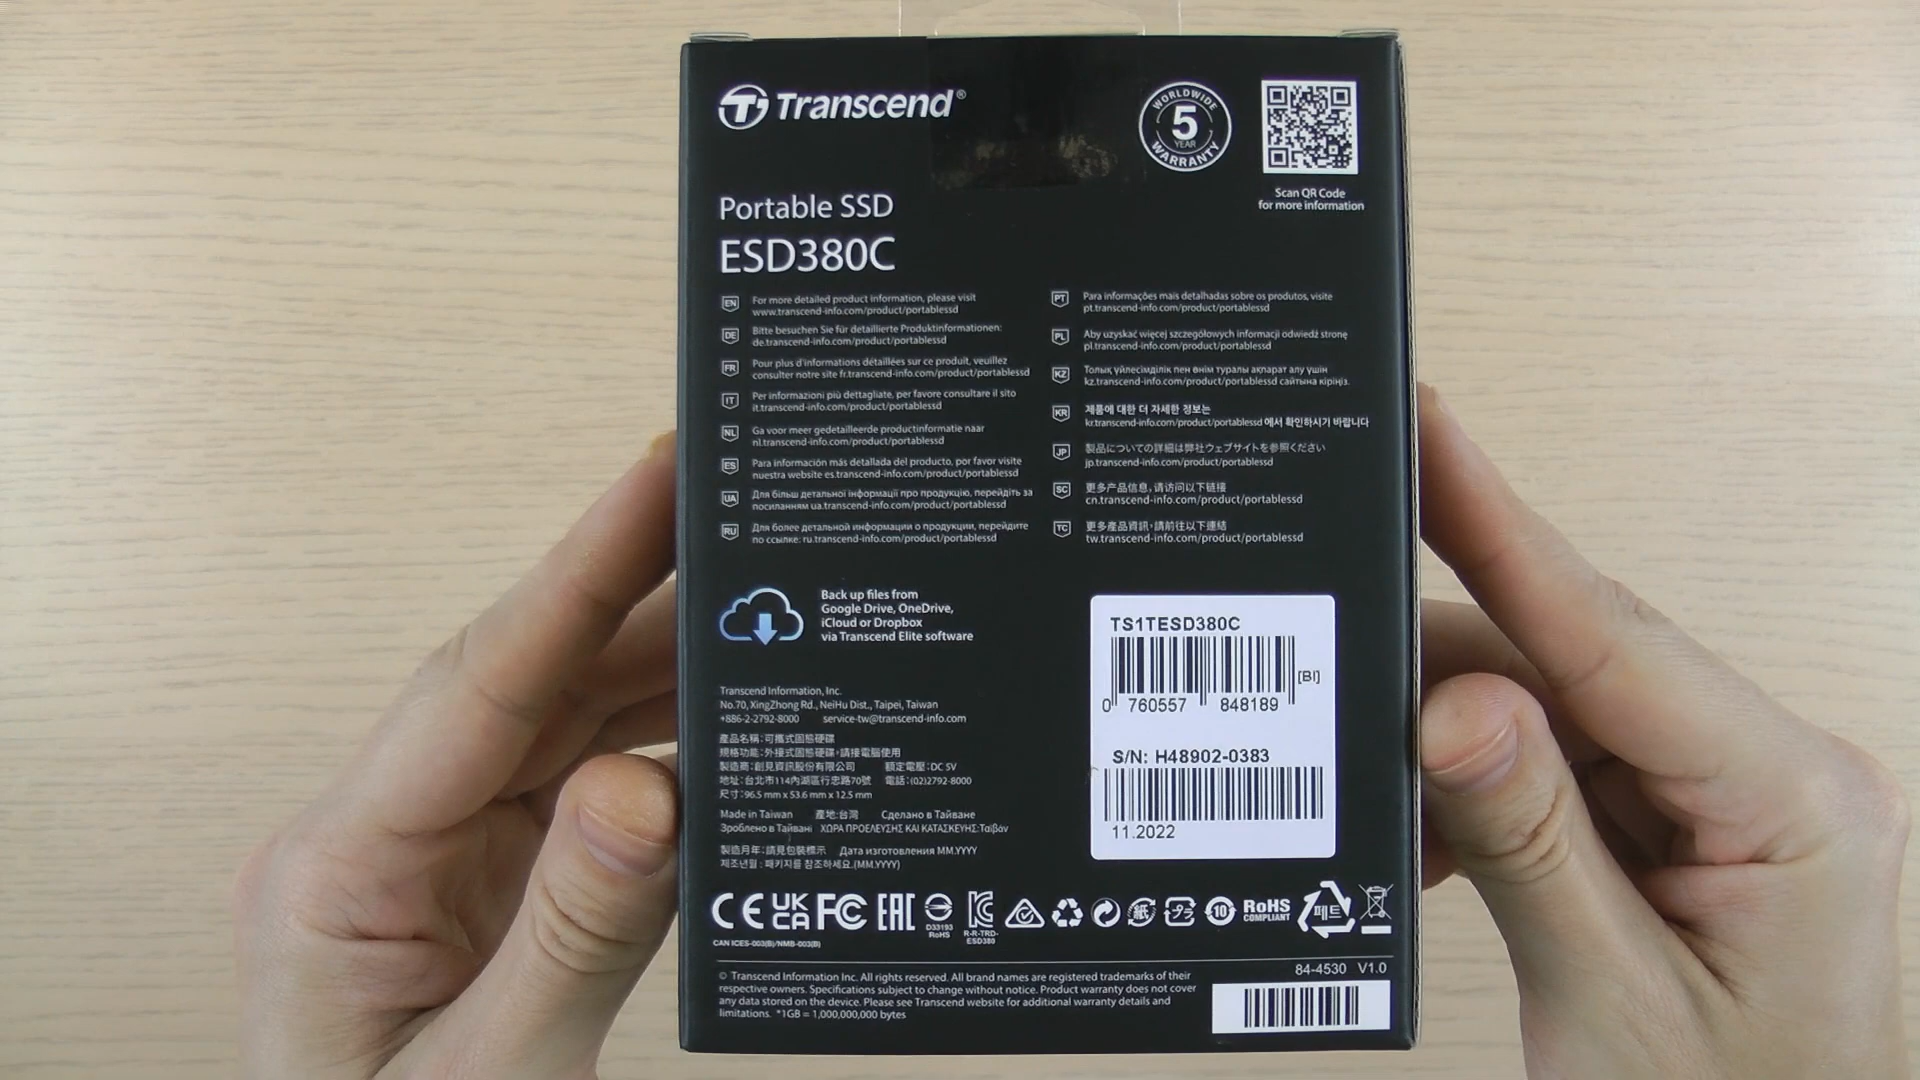 Transcend®
WORLDWIDE
5
YEAR
WARRANTY
Scan QR Code
for more information
Portable SSD
ESD380C
EN
For more detailed product information, please visit
www.transcend-info.com/product/portablessd
DE
Bitte besuchen Sie für detaillierte Produktinformationen:
de.transcend-info.com/product/portablessd
FR
Pour plus d'informations détaillées sur ce produit, veuillez
consulter notre site fr.transcend-info.com/product/portablessd
IT
Per informazioni più dettagliate, per favore consultare il sito
it.transcend-info.com/product/portablessd
NL
Ga voor meer gedetailleerde productinformatie naar
nl.transcend-info.com/product/portablessd
ES
Para información más detallada del producto, por favor visite
nuestra website es.transcend-info.com/product/portablessd
UA
Для більш детальної інформації про продукцію, перейдіть за
посиланням ua.transcend-info.com/product/portablessd
RU
Для более детальной информации о продукции, перейдите
по ссылке: ru.transcend-info.com/product/portablessd
PT
Para informações mais detalhadas sobre os produtos, visite
pt.transcend-info.com/product/portablessd
PL
Aby uzyskać więcej szczegółowych informacji odwiedź stronę
pl.transcend-info.com/product/portablessd
KZ
Толық үйлесімділік пен өнім туралы ақпарат алу үшін
kz.transcend-info.com/product/portablessd сайтына кіріңіз.
KR
제품에 대한 더 자세한 정보는
kr.transcend-info.com/product/portablessd 에서 확인하시기 바랍니다
JP
製品についての詳細は弊社ウェブサイトを参照ください
jp.transcend-info.com/product/portablessd
SC
更多产品信息,请访问以下链接
cn.transcend-info.com/product/portablessd
TC
更多產品資訊,請前往以下連結
tw.transcend-info.com/product/portablessd
Back up files from
Google Drive, OneDrive,
iCloud or Dropbox
via Transcend Elite software
Transcend Information, Inc.
No.70, XingZhong Rd., NeiHu Dist., Taipei, Taiwan
+886-2-2792-8000 service-tw@transcend-info.com
產品名稱:可攜式固態硬碟
規格功能:外接式固態硬碟,請接電腦使用
製造商:創見資訊股份有限公司 額定電壓:DC 5V
地址:台北市114內湖區行忠路70號 電話:(02)2792-8000
尺寸:96.5 mm x 53.6 mm x 12.5 mm
Made in Taiwan 產地:台灣 Сделано в Тайване
Зроблено в Тайвані ΧΩΡΑ ΠΡΟΕΛΕΥΣΗΣ ΚΑΙ ΚΑΤΑΣΚΕΥΗΣ:Ταϊβάν
製造月年:請見包裝標示 Дата изготовления MM.YYYY
제조년월 : 패키지를 참조하세요.(MM.YYYY)
TS1TESD380C
[BI]
0 760557 848189
S/N: H48902-0383
11.2022
CE UK CA FC EAC
D33193
RoHS
R-R-TRD-
ESD380
紙
プラ
10
RoHS
COMPLIANT
페트
CAN ICES-003(B)/NMB-003(B)
84-4530 V1.0
© Transcend Information Inc. All rights reserved. All brand names are registered trademarks of their
respective owners. Specifications subject to change without notice. Product warranty does not cover
any data stored on the device. Please see Transcend website for additional warranty details and
limitations. *1GB = 1,000,000,000 bytes